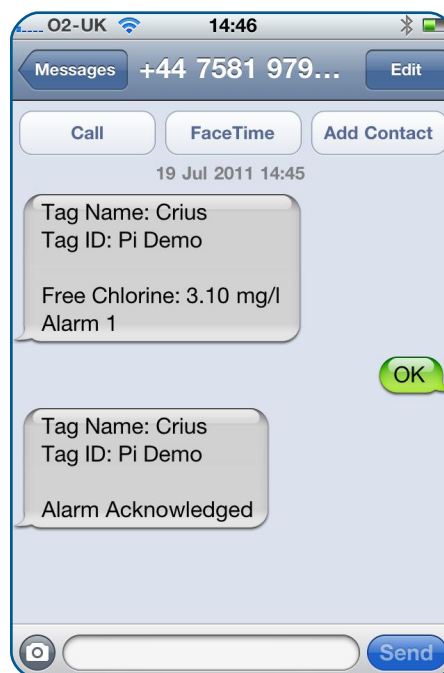 O2-UK 14:46
Messages +44 7581 979... Edit
Call FaceTime Add Contact
19 Jul 2011 14:45
Tag Name: Crius
Tag ID: Pi Demo
Free Chlorine: 3.10 mg/l
Alarm 1
OK
Tag Name: Crius
Tag ID: Pi Demo
Alarm Acknowledged
Send